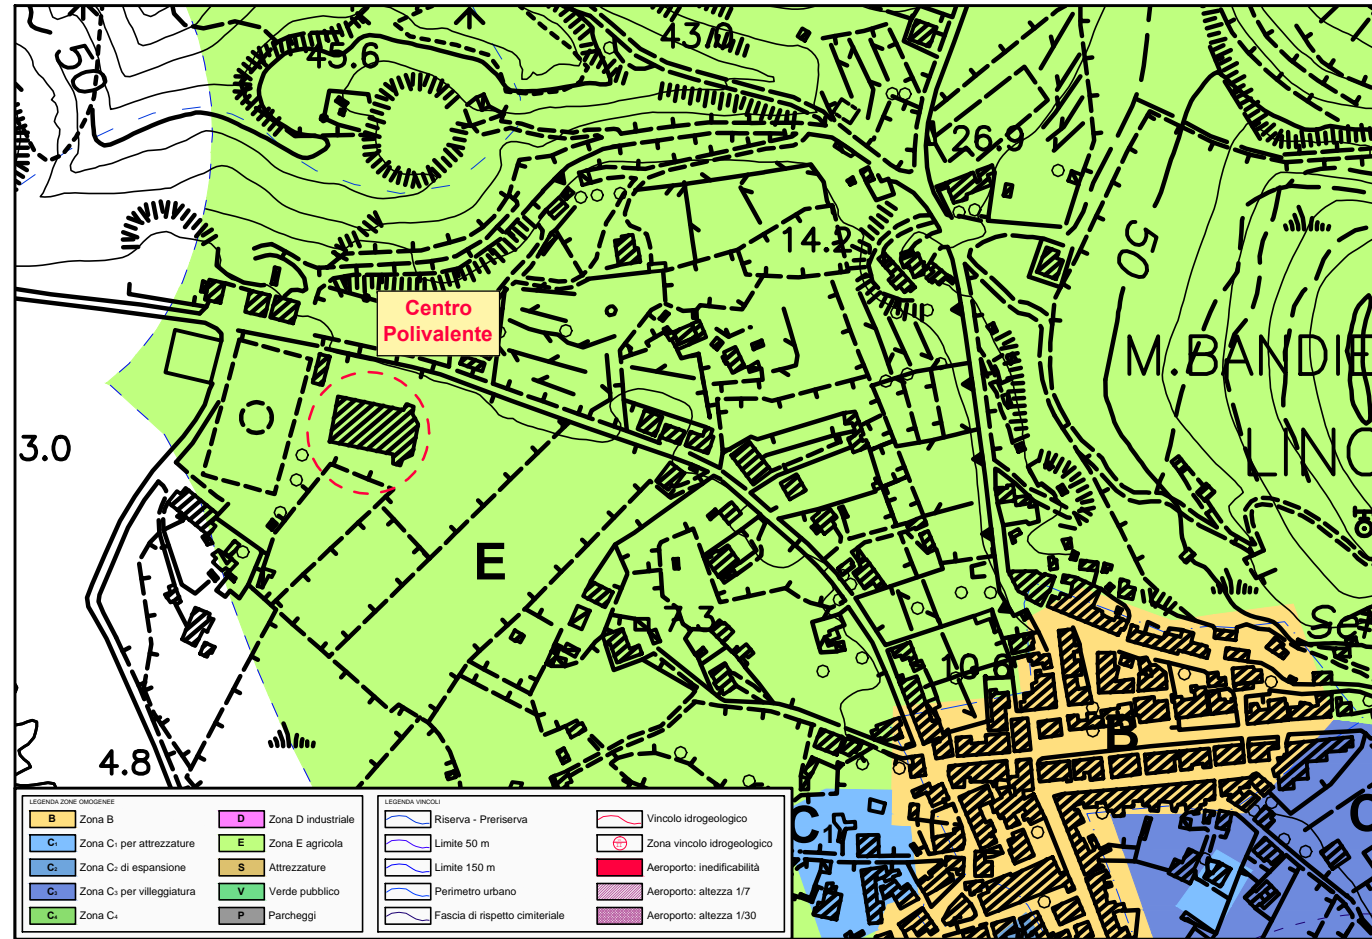 50
45.6
43.0
26.9
14.2
50
Centro
Polivalente
M.BANDIE
LINC
3.0
E
7.3
10.6
B
4.8
C1
C
LEGENDA ZONE OMOGENEE
B Zona B
C1 Zona C1 per attrezzature
C2 Zona C2 di espansione
C3 Zona C3 per villeggiatura
C4 Zona C4
D Zona D industriale
E Zona E agricola
S Attrezzature
V Verde pubblico
P Parcheggi
LEGENDA VINCOLI
Riserva - Preriserva
Limite 50 m
Limite 150 m
Perimetro urbano
Fascia di rispetto cimiteriale
Vincolo idrogeologico
Zona vincolo idrogeologico
Aeroporto: inedificabilità
Aeroporto: altezza 1/7
Aeroporto: altezza 1/30